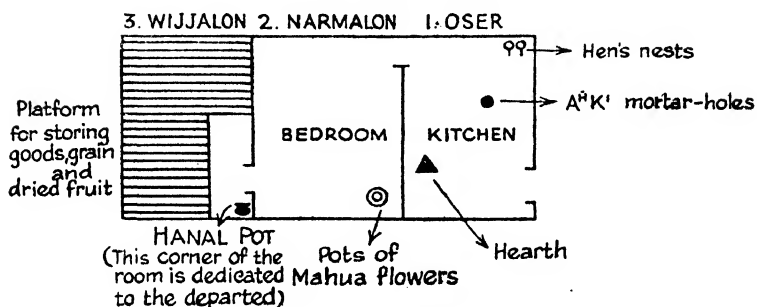 3. WIJJALON 2. NARMALON 1. OSER
Hen's nests
AᴴK' mortar-holes
Platform
for storing
goods, grain
and
dried fruit
BEDROOM KITCHEN
HANAL POT
(This corner of the
room is dedicated
to the departed)
Pots of
Mahua flowers
Hearth